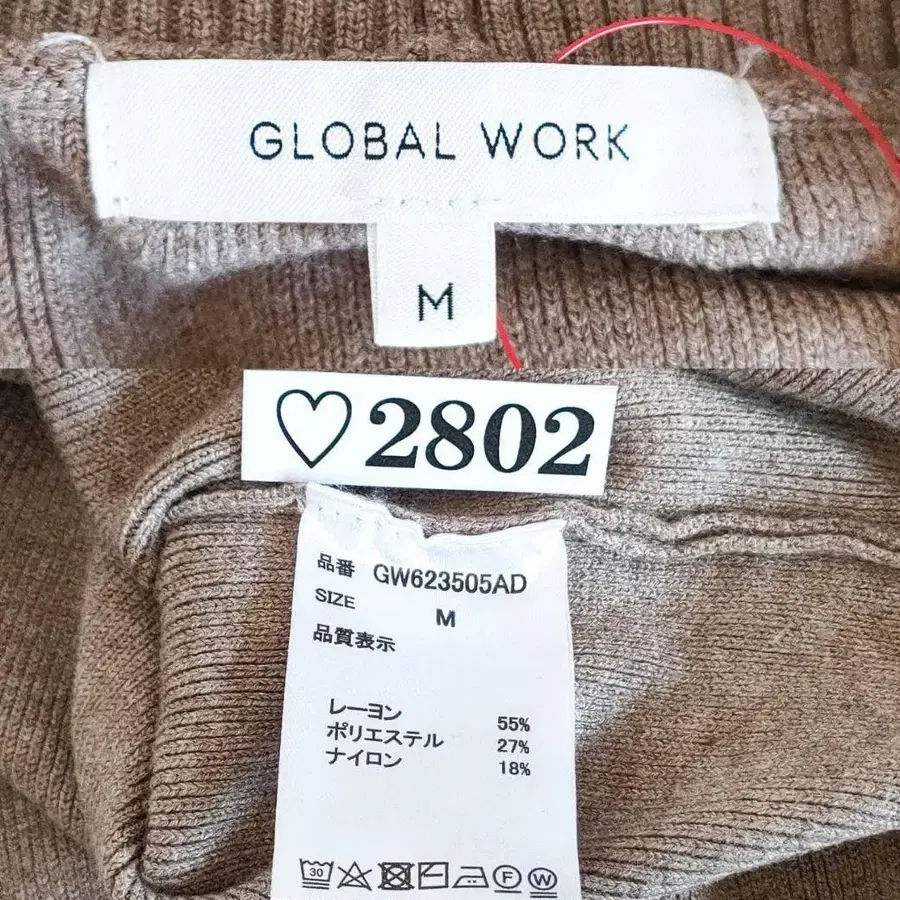 GLOBAL WORK
M
♡2802
品番 GW623505AD
SIZE M
品質表示
レーヨン 55%
ポリエステル 27%
ナイロン 18%
30 F W